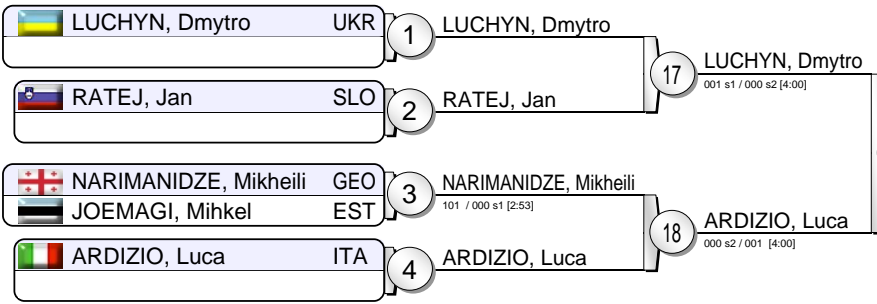 LUCHYN, Dmytro UKR
1
LUCHYN, Dmytro
17
LUCHYN, Dmytro
001 s1 / 000 s2 [4:00]
RATEJ, Jan SLO
2
RATEJ, Jan
NARIMANIDZE, Mikheili GEO
JOEMAGI, Mihkel EST
3
NARIMANIDZE, Mikheili
101 / 000 s1 [2:53]
18
ARDIZIO, Luca
000 s2 / 001 [4:00]
ARDIZIO, Luca ITA
4
ARDIZIO, Luca